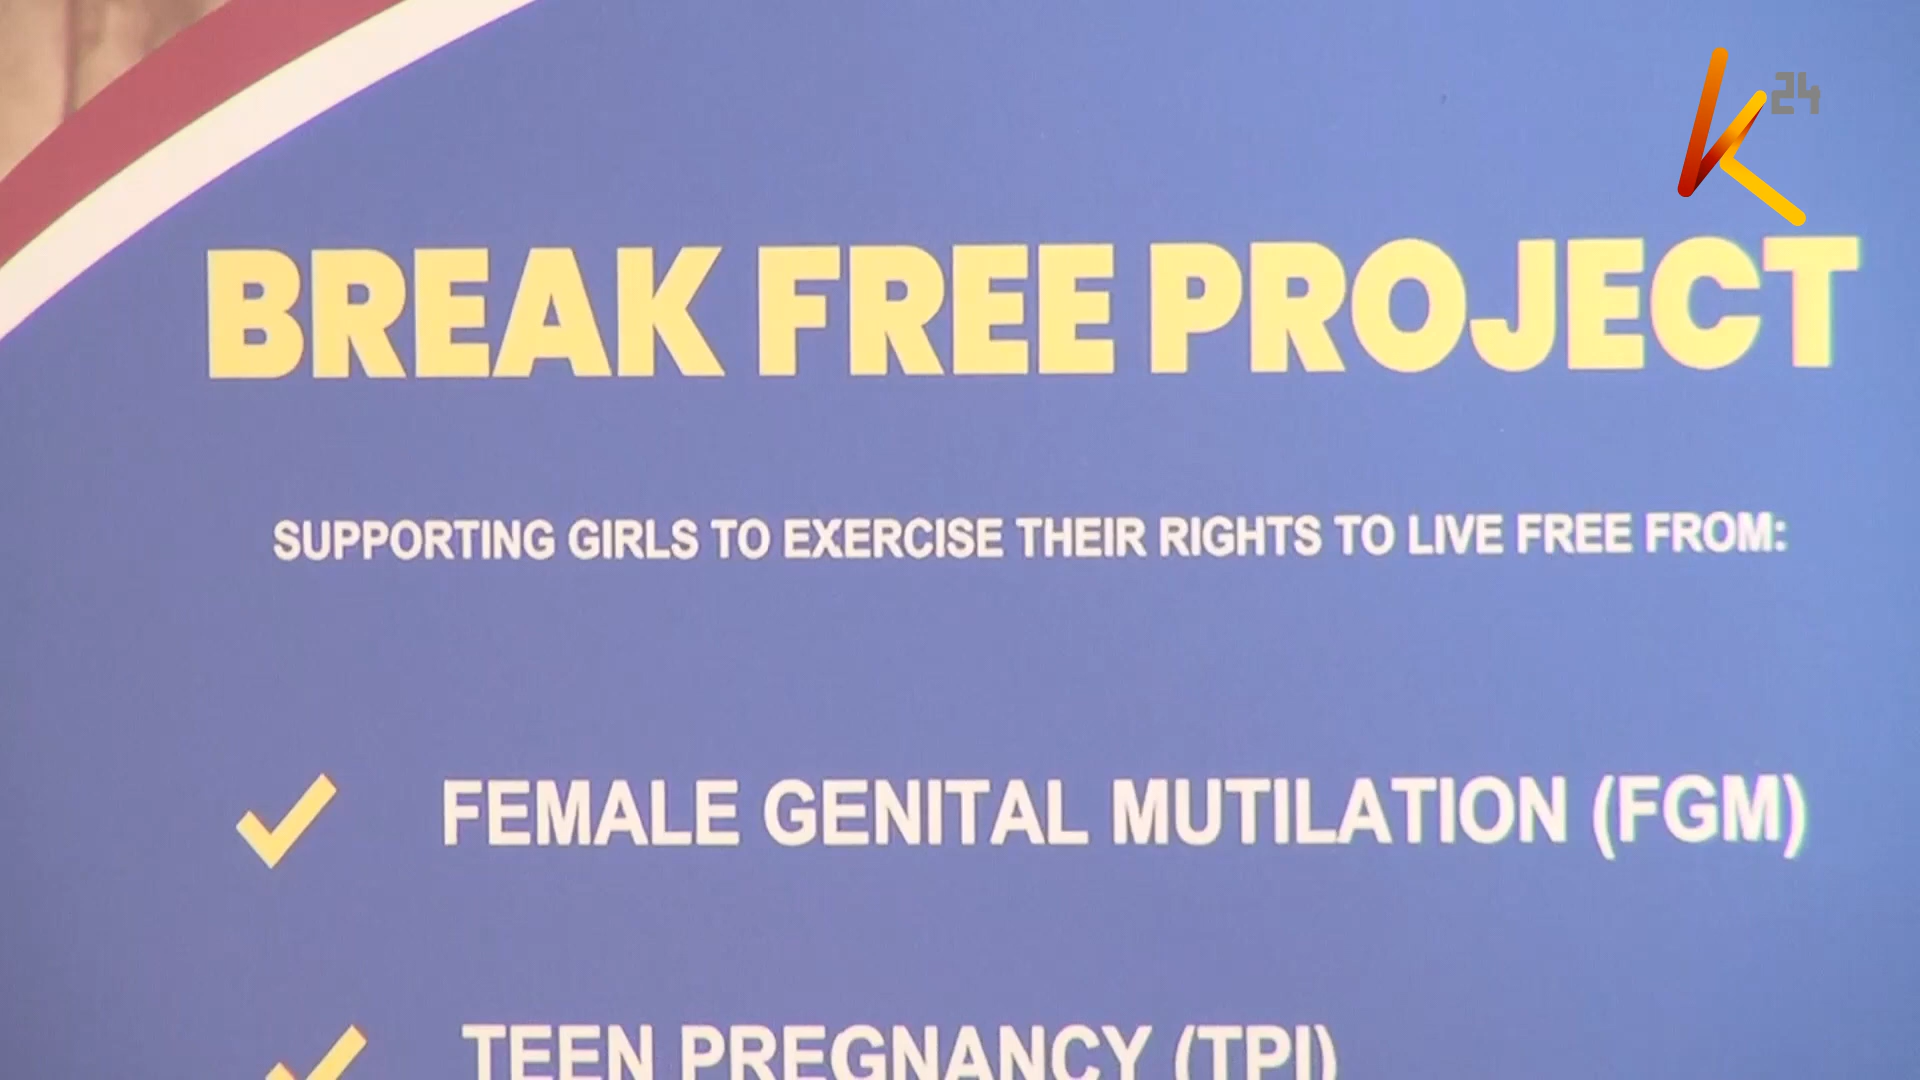 K24
BREAK FREE PROJECT
SUPPORTING GIRLS TO EXERCISE THEIR RIGHTS TO LIVE FREE FROM:
FEMALE GENITAL MUTILATION (FGM)
TEEN PREGNANCY (TPI)